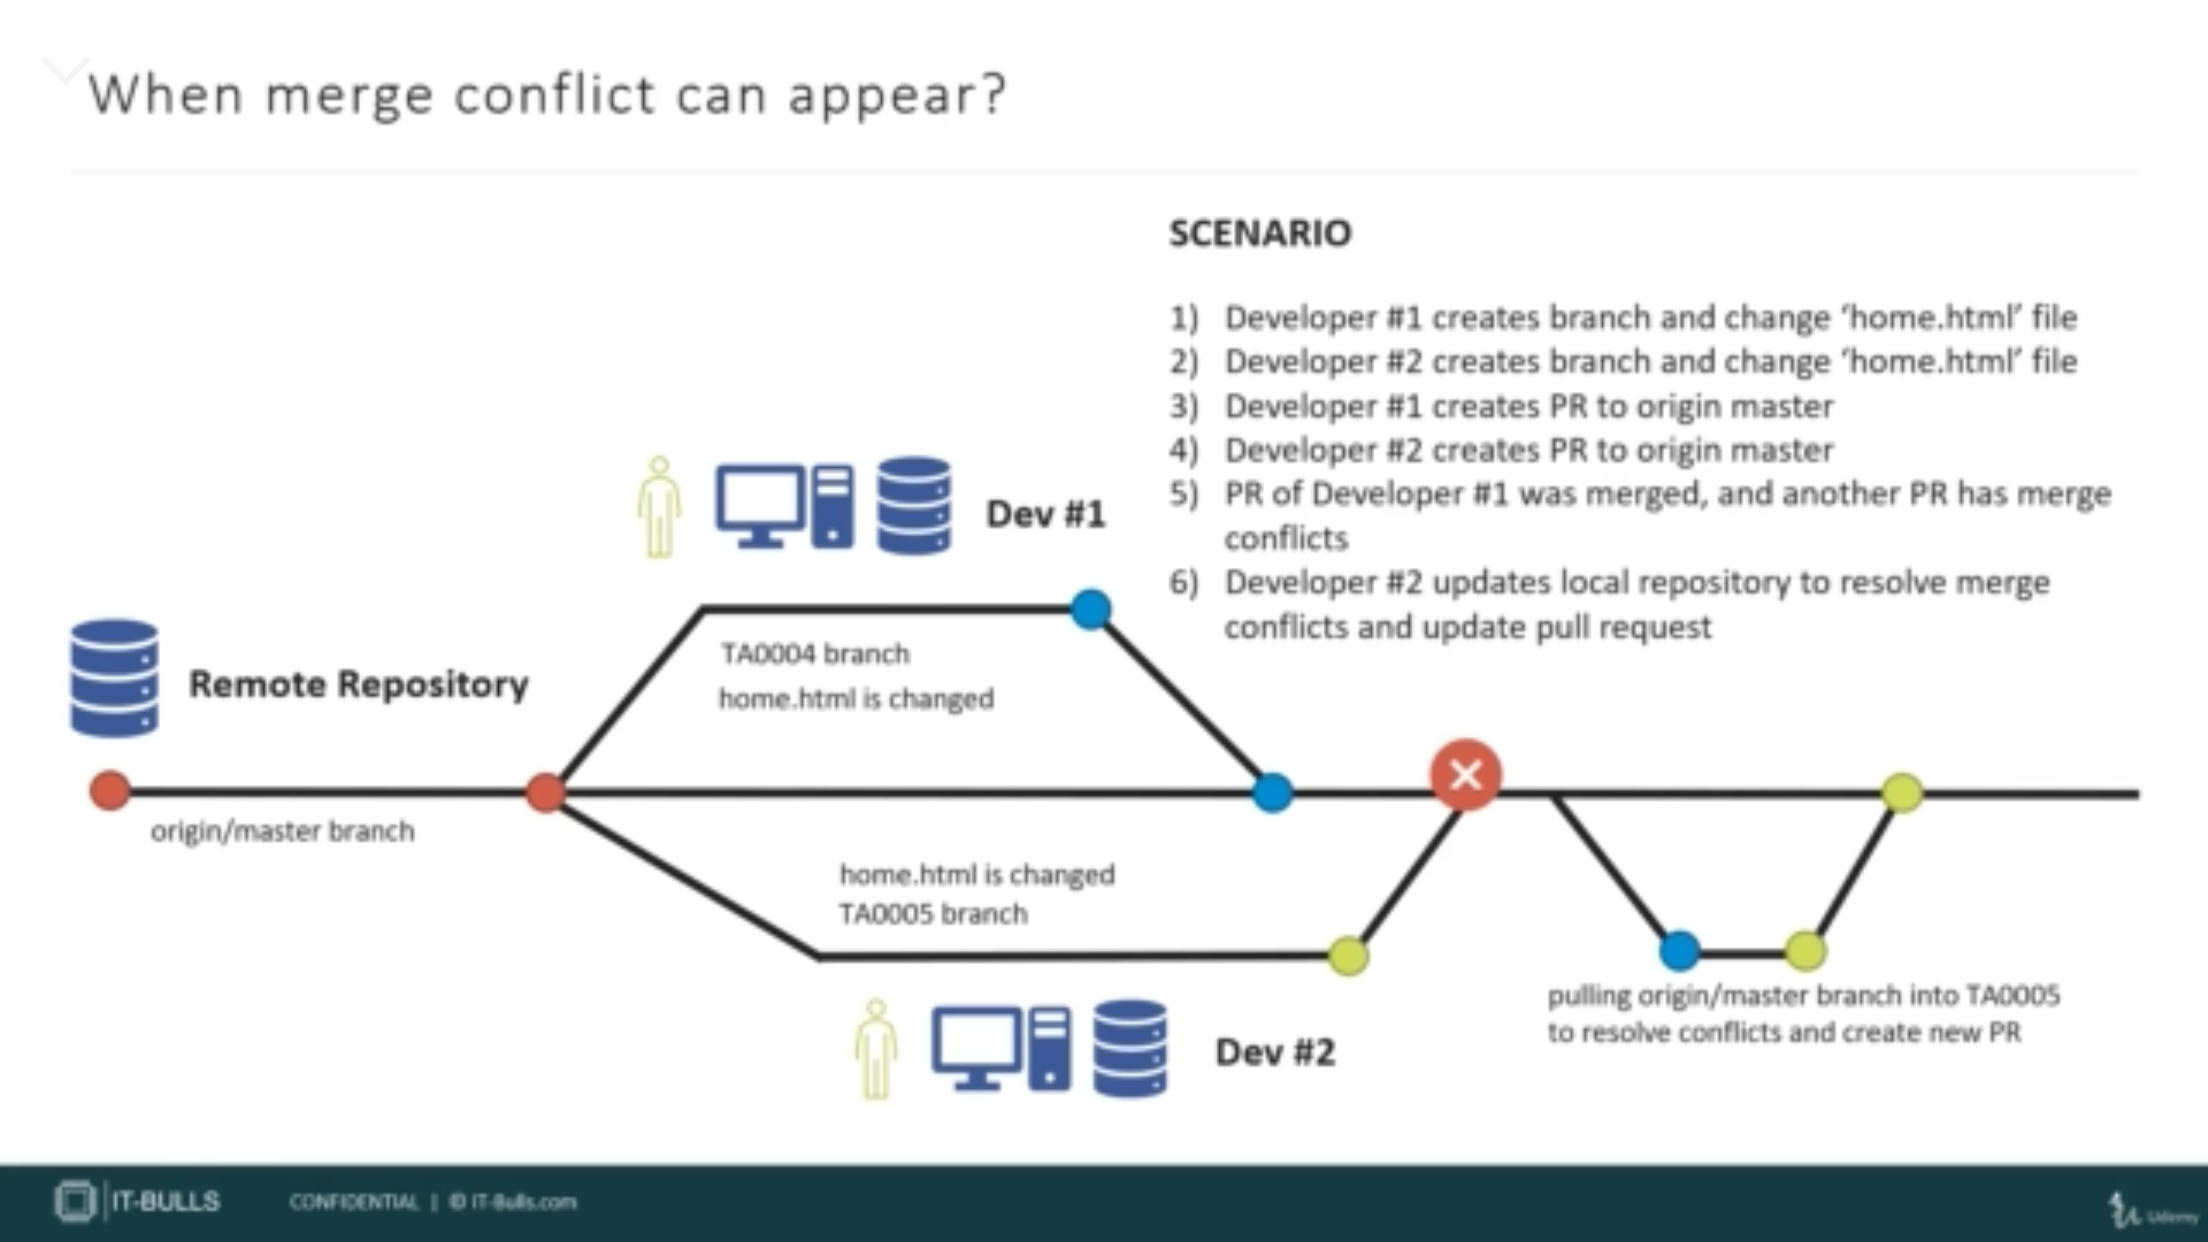 When merge conflict can appear?
SCENARIO
1) Developer #1 creates branch and change ‘home.html’ file
2) Developer #2 creates branch and change ‘home.html’ file
3) Developer #1 creates PR to origin master
4) Developer #2 creates PR to origin master
5) PR of Developer #1 was merged, and another PR has merge
conflicts
6) Developer #2 updates local repository to resolve merge
conflicts and update pull request
Dev #1
TA0004 branch
home.html is changed
Remote Repository
origin/master branch
home.html is changed
TA0005 branch
Dev #2
pulling origin/master branch into TA0005
to resolve conflicts and create new PR
IT-BULLS
CONFIDENTIAL | © IT-Bulls.com
Udemy